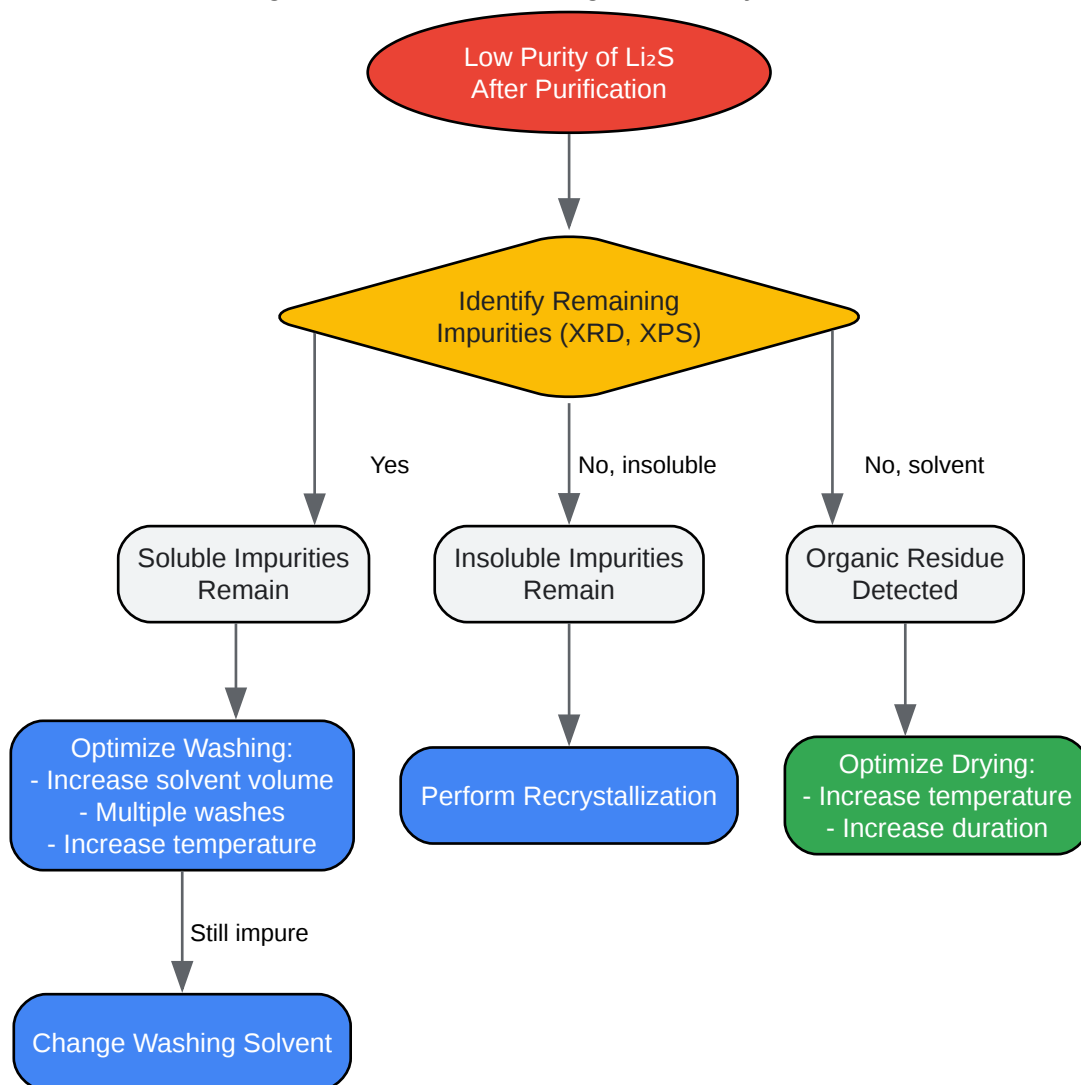 Low Purity of Li₂S
After Purification
Identify Remaining
Impurities (XRD, XPS)
Yes
No, insoluble
No, solvent
Soluble Impurities
Remain
Insoluble Impurities
Remain
Organic Residue
Detected
Optimize Washing:
- Increase solvent volume
- Multiple washes
- Increase temperature
Perform Recrystallization
Optimize Drying:
- Increase temperature
- Increase duration
Still impure
Change Washing Solvent